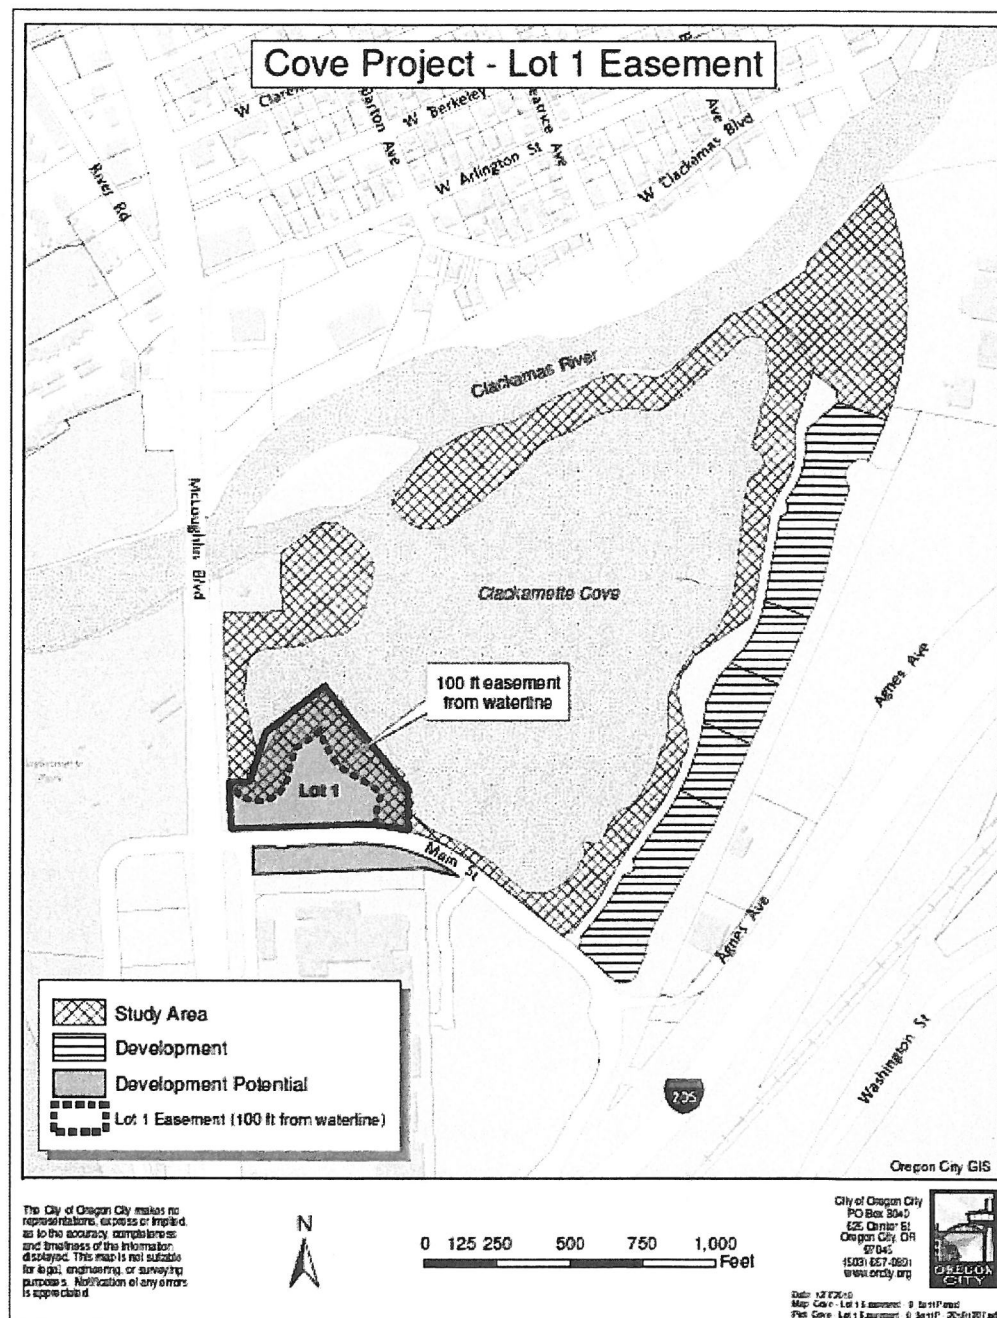 Cove Project - Lot 1 Easement
W Berkeley
Ave
W Arlington St
W Clackamas Blvd
River Rd
Ave
Ave
Clackamas River
McLoughlin Blvd
Clackamette Cove
Agnes Ave
100 ft easement
from waterline
Lot 1
Main St
Agnes Ave
Study Area
Development
Development Potential
Lot 1 Easement (100 ft from waterline)
Washington St
205
Oregon City GIS
The City of Oregon City makes no
representations, express or implied,
as to the accuracy, completeness
and timeliness of the information
displayed. This map is not suitable
for legal, engineering, or surveying
purposes. Notification of any errors
is appreciated.
N
0 125 250 500 750 1,000
Feet
City of Oregon City
PO Box 3040
625 Center St
Oregon City, OR
97045
(503) 657-0891
www.orcity.org
OREGON
CITY